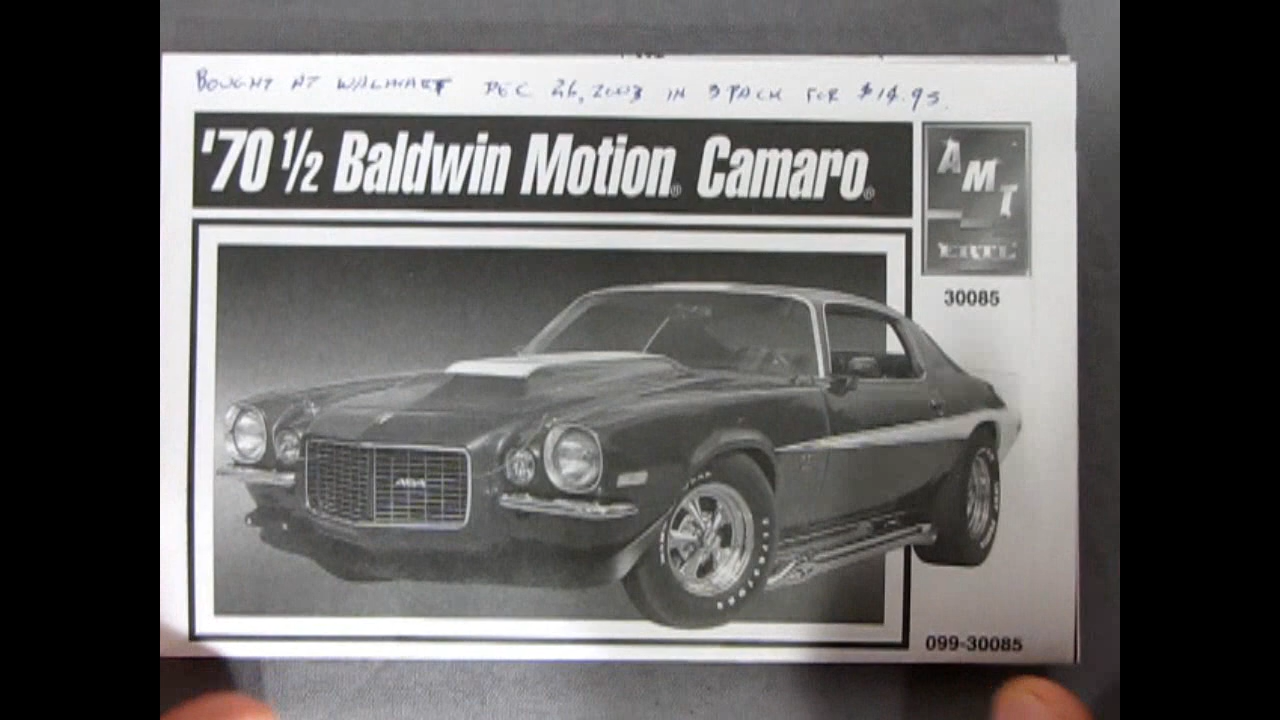 BOUGHT AT WALMART DEC 26, 2003 IN 3 PACK FOR $14.93.
'70 1/2 Baldwin Motion® Camaro®
AMT
ERTL
30085
099-30085